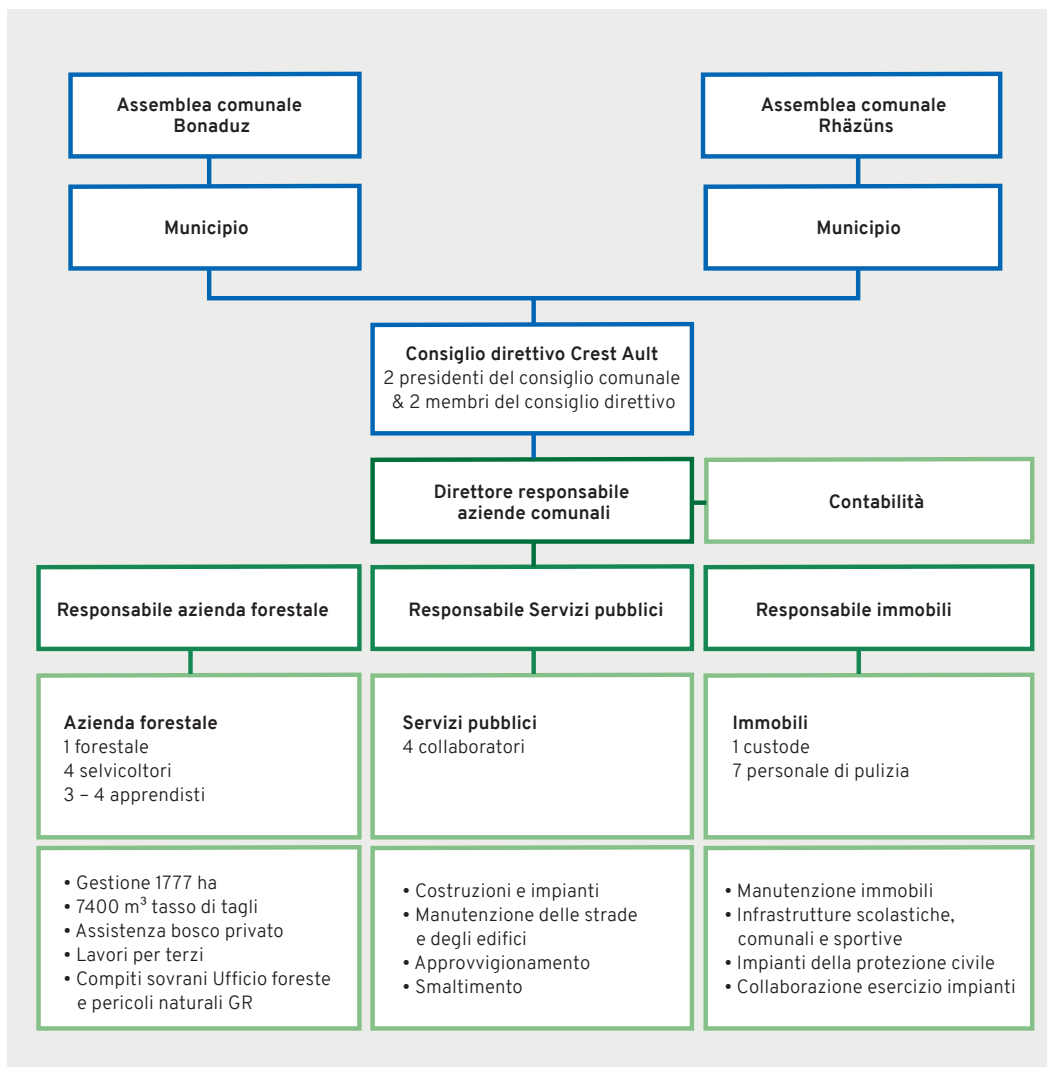 Assemblea comunale
Bonaduz
Assemblea comunale
Rhäzüns
Municipio
Municipio
Consiglio direttivo Crest Ault
2 presidenti del consiglio comunale
& 2 membri del consiglio direttivo
Direttore responsabile
aziende comunali
Contabilità
Responsabile azienda forestale
Responsabile Servizi pubblici
Responsabile immobili
Azienda forestale
1 forestale
4 selvicoltori
3 – 4 apprendisti
Servizi pubblici
4 collaboratori
Immobili
1 custode
7 personale di pulizia
• Gestione 1777 ha
• 7400 m³ tasso di tagli
• Assistenza bosco privato
• Lavori per terzi
• Compiti sovrani Ufficio foreste
e pericoli naturali GR
• Costruzioni e impianti
• Manutenzione delle strade
e degli edifici
• Approvvigionamento
• Smaltimento
• Manutenzione immobili
• Infrastrutture scolastiche,
comunali e sportive
• Impianti della protezione civile
• Collaborazione esercizio impianti